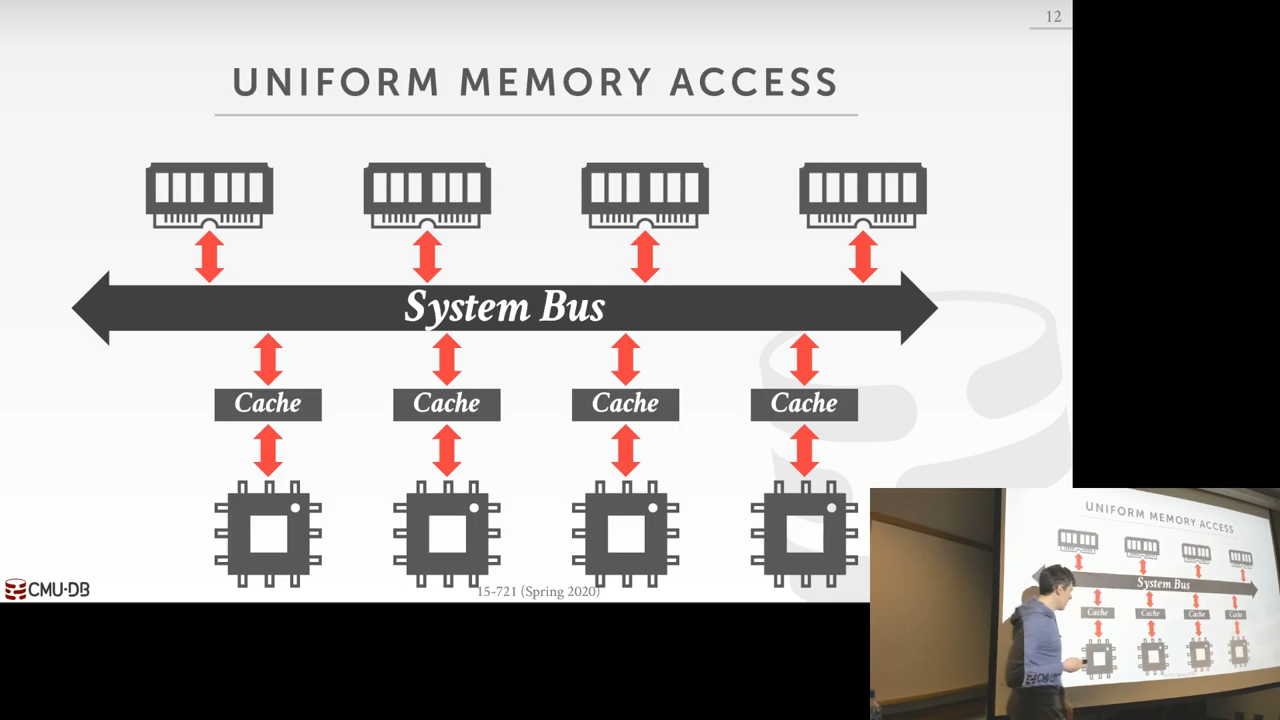 12
UNIFORM MEMORY ACCESS
System Bus
Cache Cache Cache Cache
CMU·DB
15-721 (Spring 2020)
UNIFORM MEMORY ACCESS
System Bus
Cache Cache Cache Cache